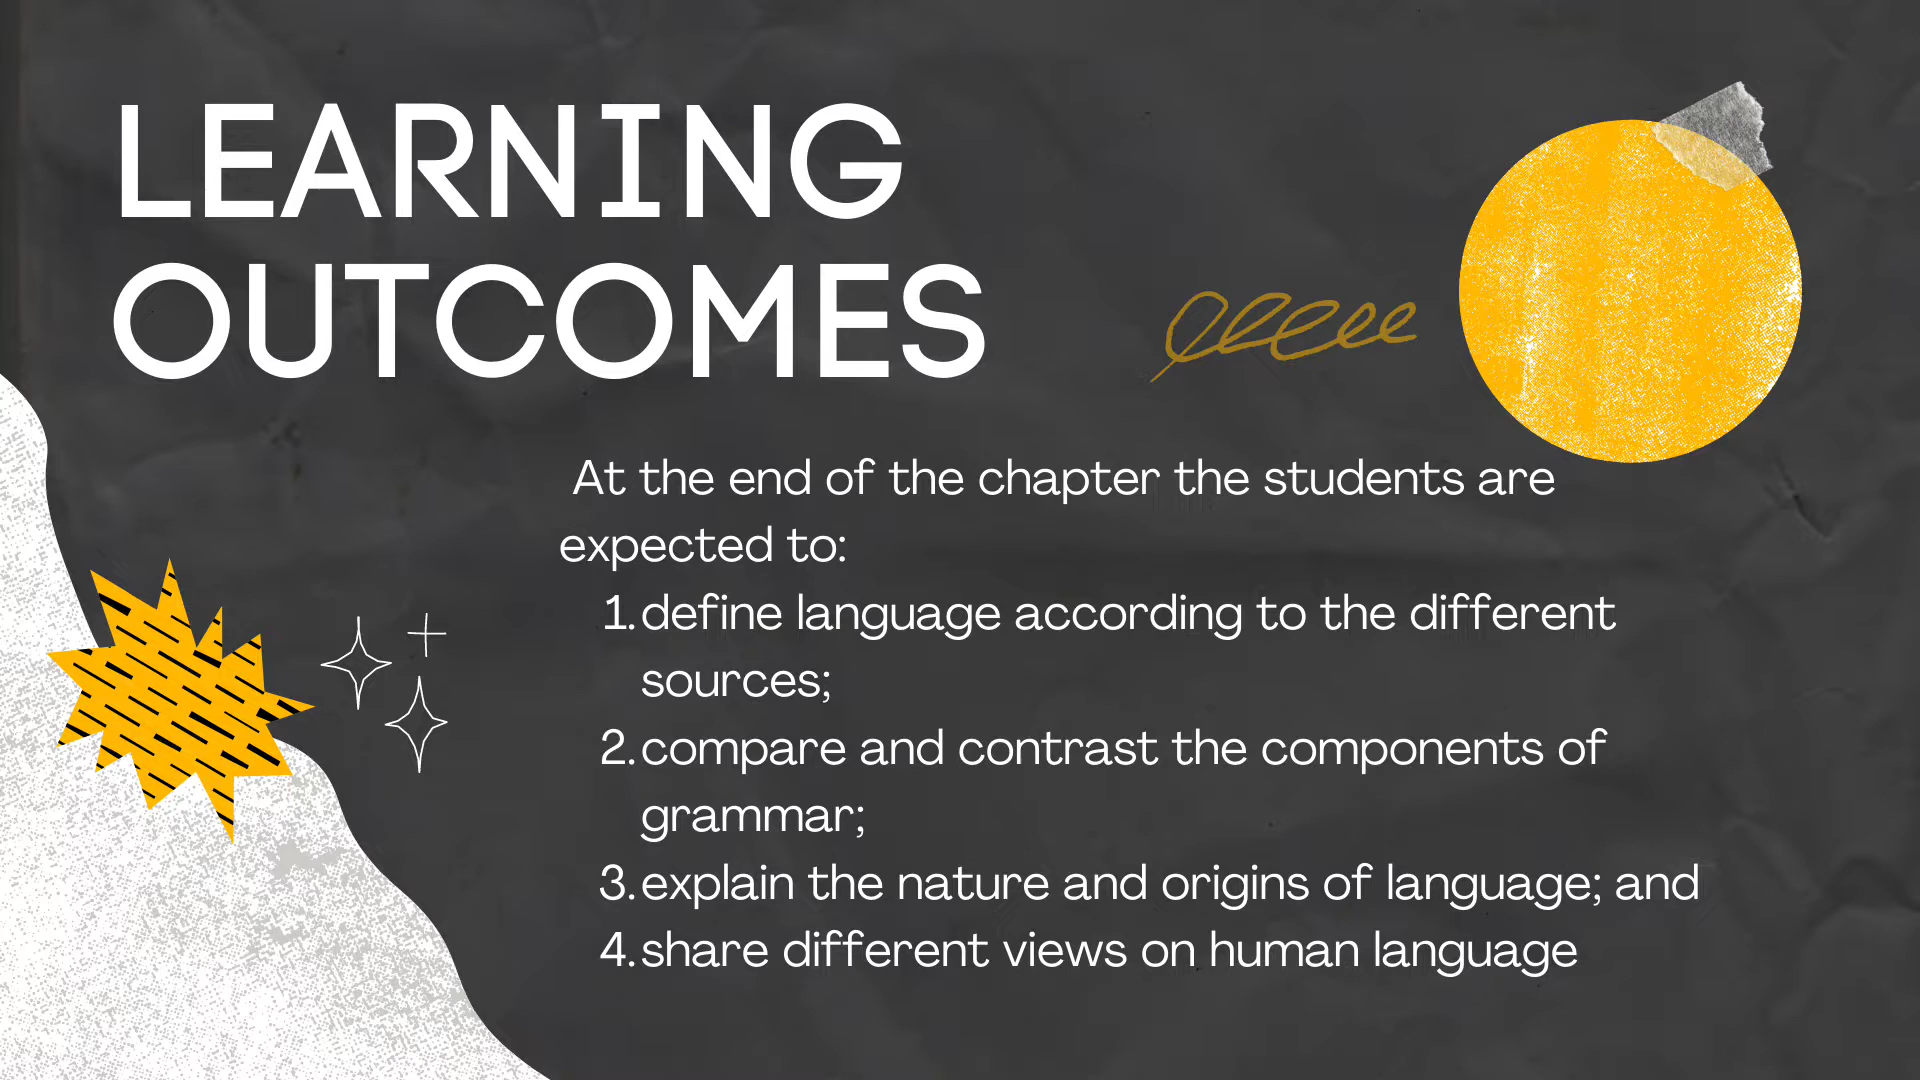 LEARNING
OUTCOMES
At the end of the chapter the students are
expected to:
1. define language according to the different
sources;
2. compare and contrast the components of
grammar;
3. explain the nature and origins of language; and
4. share different views on human language